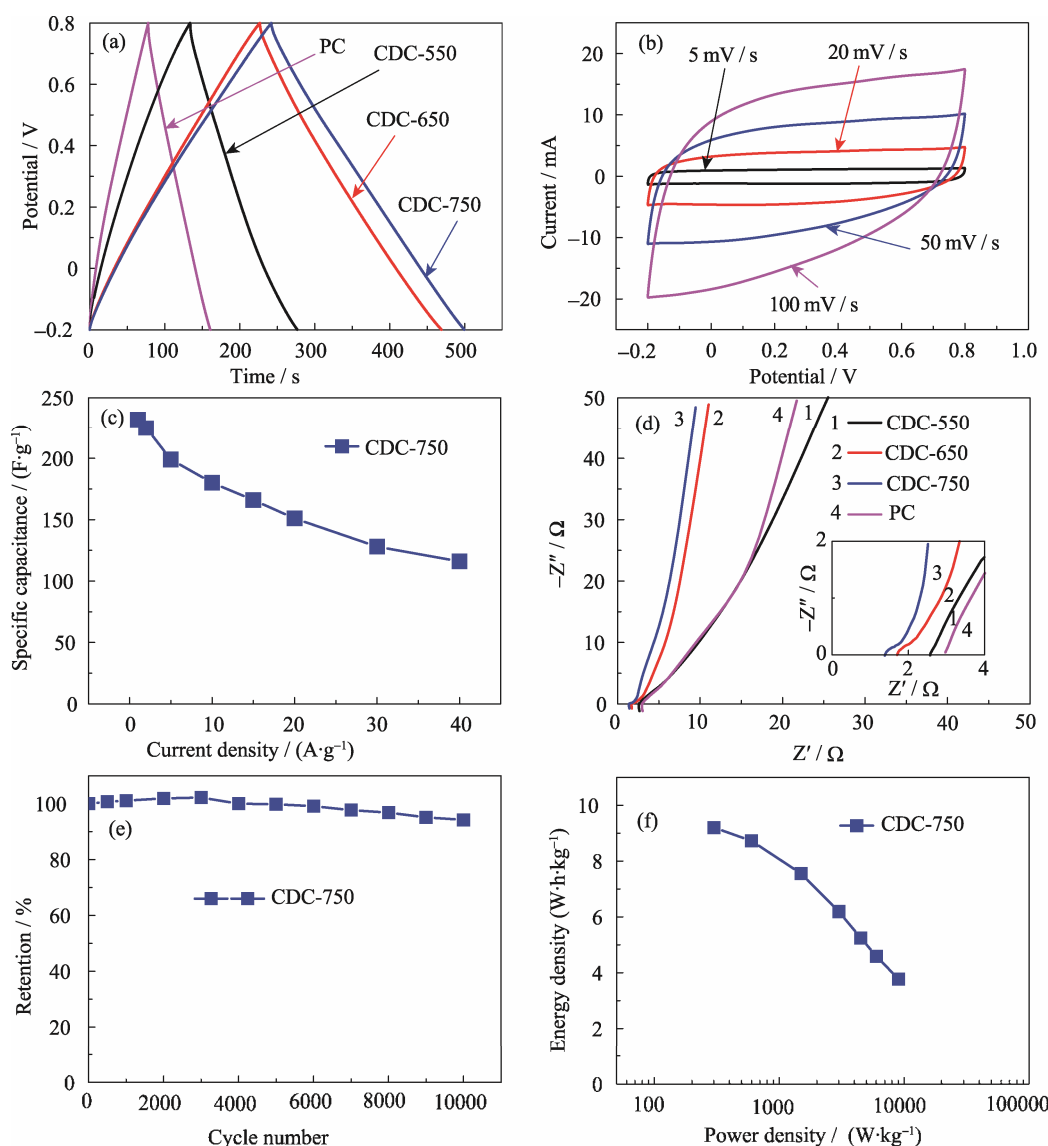 (a)
PC
CDC-550
CDC-650
CDC-750
0.8
0.6
0.4
0.2
0
−0.2
Potential / V
0
100
200
300
400
500
Time / s
(b)
5 mV / s
20 mV / s
50 mV / s
100 mV / s
20
10
0
−10
−20
Current / mA
−0.2
0
0.2
0.4
0.6
0.8
1.0
Potential / V
(c)
CDC-750
250
200
150
100
50
0
Specific capacitance / (F·g⁻¹)
0
10
20
30
40
Current density / (A·g⁻¹)
(d)
3
2
4
1
1 CDC-550
2 CDC-650
3 CDC-750
4 PC
50
40
30
20
10
0
−Z″ / Ω
0
10
20
30
40
50
Z′ / Ω
2
0
−Z″ / Ω
3
2
1
4
0
2
4
Z′ / Ω
(e)
CDC-750
100
80
60
40
20
0
Retention / %
0
2000
4000
6000
8000
10000
Cycle number
(f)
CDC-750
10
8
6
4
2
0
Energy density (W·h·kg⁻¹)
100
1000
10000
100000
Power density / (W·kg⁻¹)